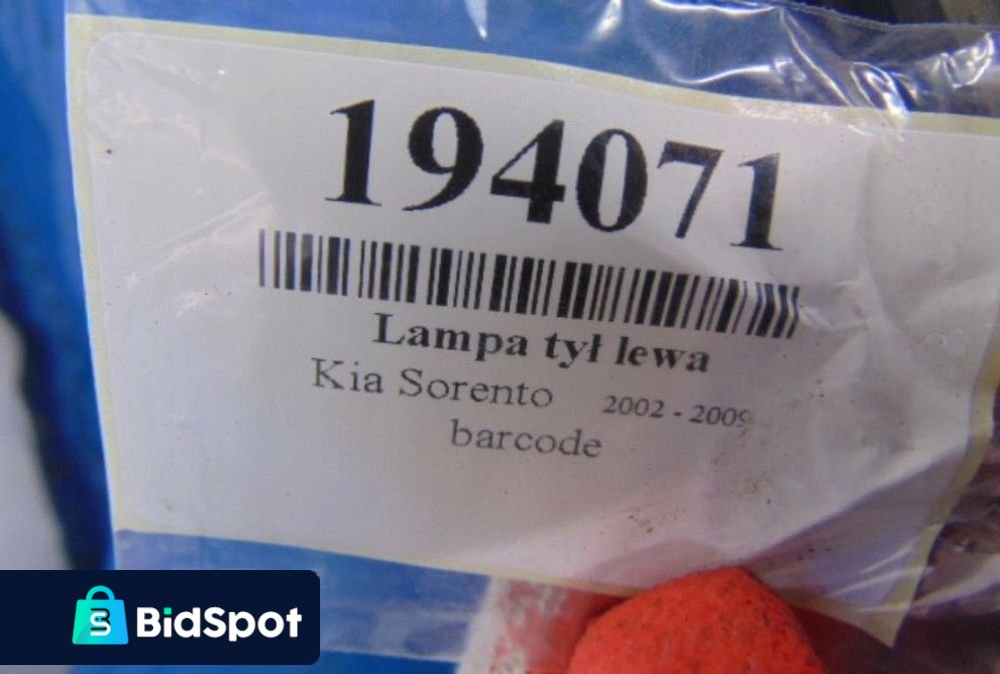 194071
Lampa tył lewa
Kia Sorento 2002 - 2009
barcode
BidSpot